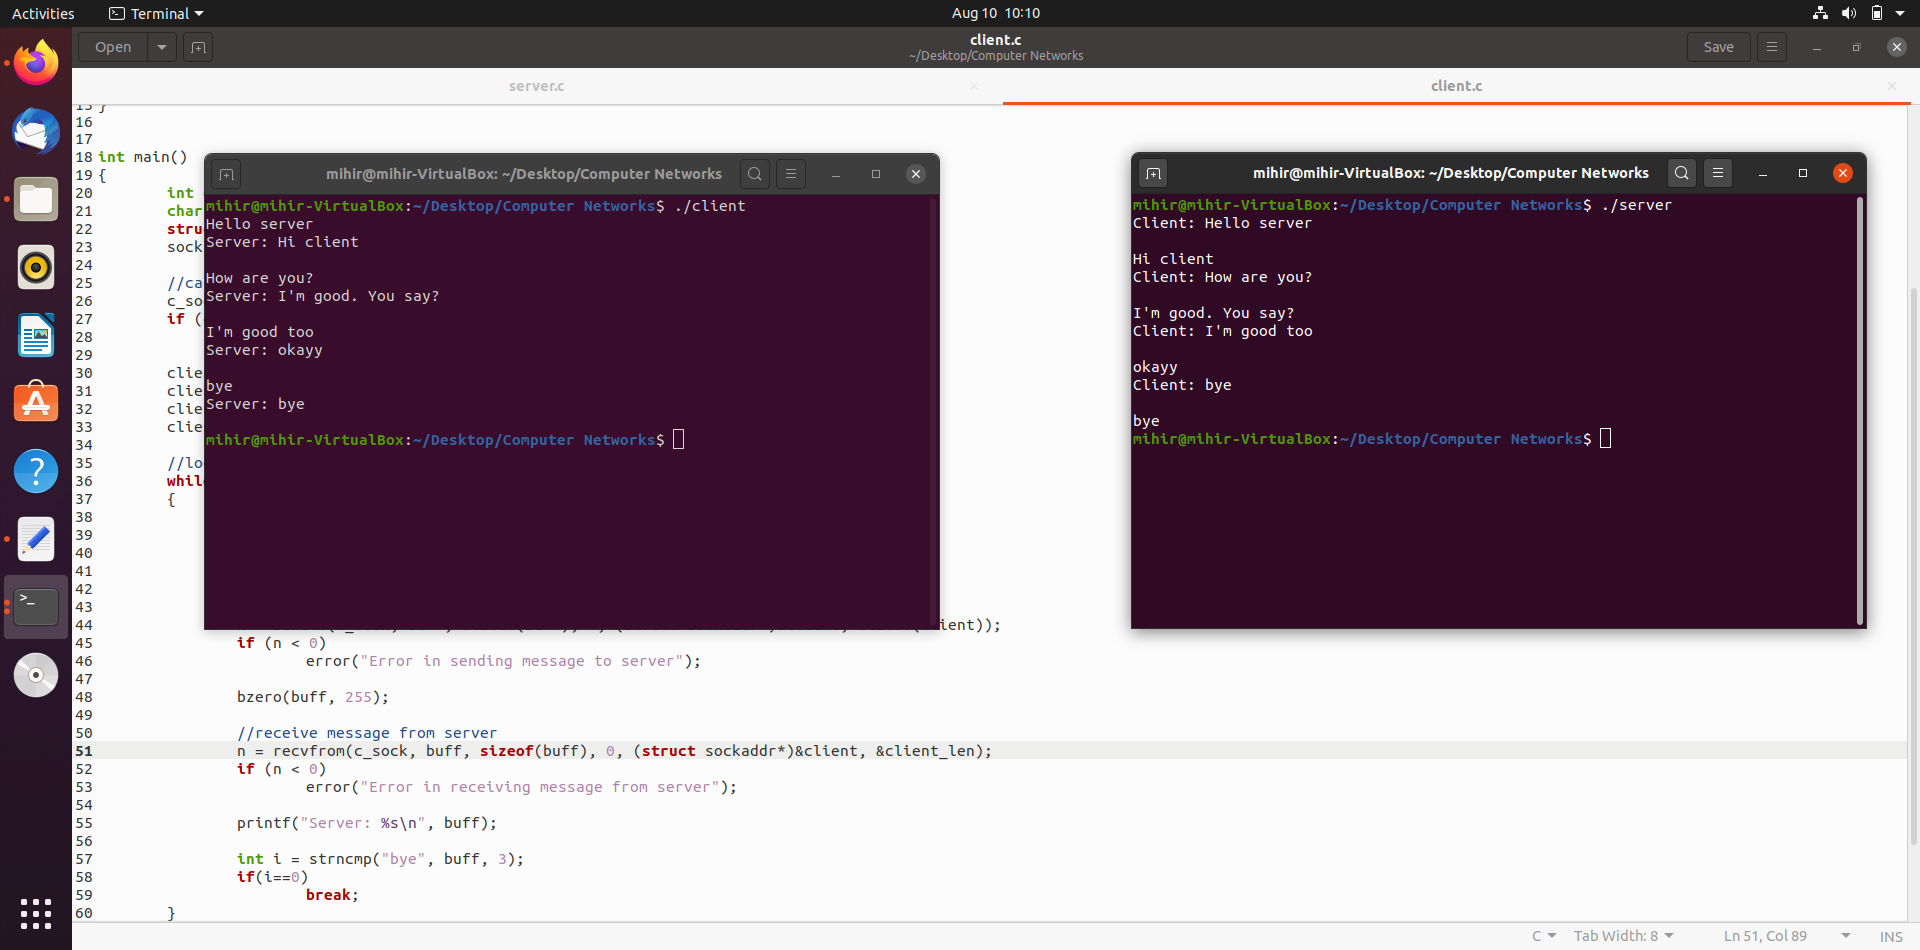 Activities
Terminal
Aug 10 10:10
Open
client.c
~/Desktop/Computer Networks
Save
server.c
client.c
15 }
16
17
18 int main()
19 {
20 int
21 char
22 stru
23 sock
24
25 //ca
26 c_so
27 if (
28
29
30 clie
31 clie
32 clie
33 clie
34
35 //lo
36 whil
37 {
38
39
40
41
42
43
44 ient));
45 if (n < 0)
46 error("Error in sending message to server");
47
48 bzero(buff, 255);
49
50 //receive message from server
51 n = recvfrom(c_sock, buff, sizeof(buff), 0, (struct sockaddr*)&client, &client_len);
52 if (n < 0)
53 error("Error in receiving message from server");
54
55 printf("Server: %s\n", buff);
56
57 int i = strncmp("bye", buff, 3);
58 if(i==0)
59 break;
60 }
mihir@mihir-VirtualBox: ~/Desktop/Computer Networks
mihir@mihir-VirtualBox:~/Desktop/Computer Networks$ ./client
Hello server
Server: Hi client
How are you?
Server: I'm good. You say?
I'm good too
Server: okayy
bye
Server: bye
mihir@mihir-VirtualBox:~/Desktop/Computer Networks$
mihir@mihir-VirtualBox: ~/Desktop/Computer Networks
mihir@mihir-VirtualBox:~/Desktop/Computer Networks$ ./server
Client: Hello server
Hi client
Client: How are you?
I'm good. You say?
Client: I'm good too
okayy
Client: bye
bye
mihir@mihir-VirtualBox:~/Desktop/Computer Networks$
C
Tab Width: 8
Ln 51, Col 89
INS